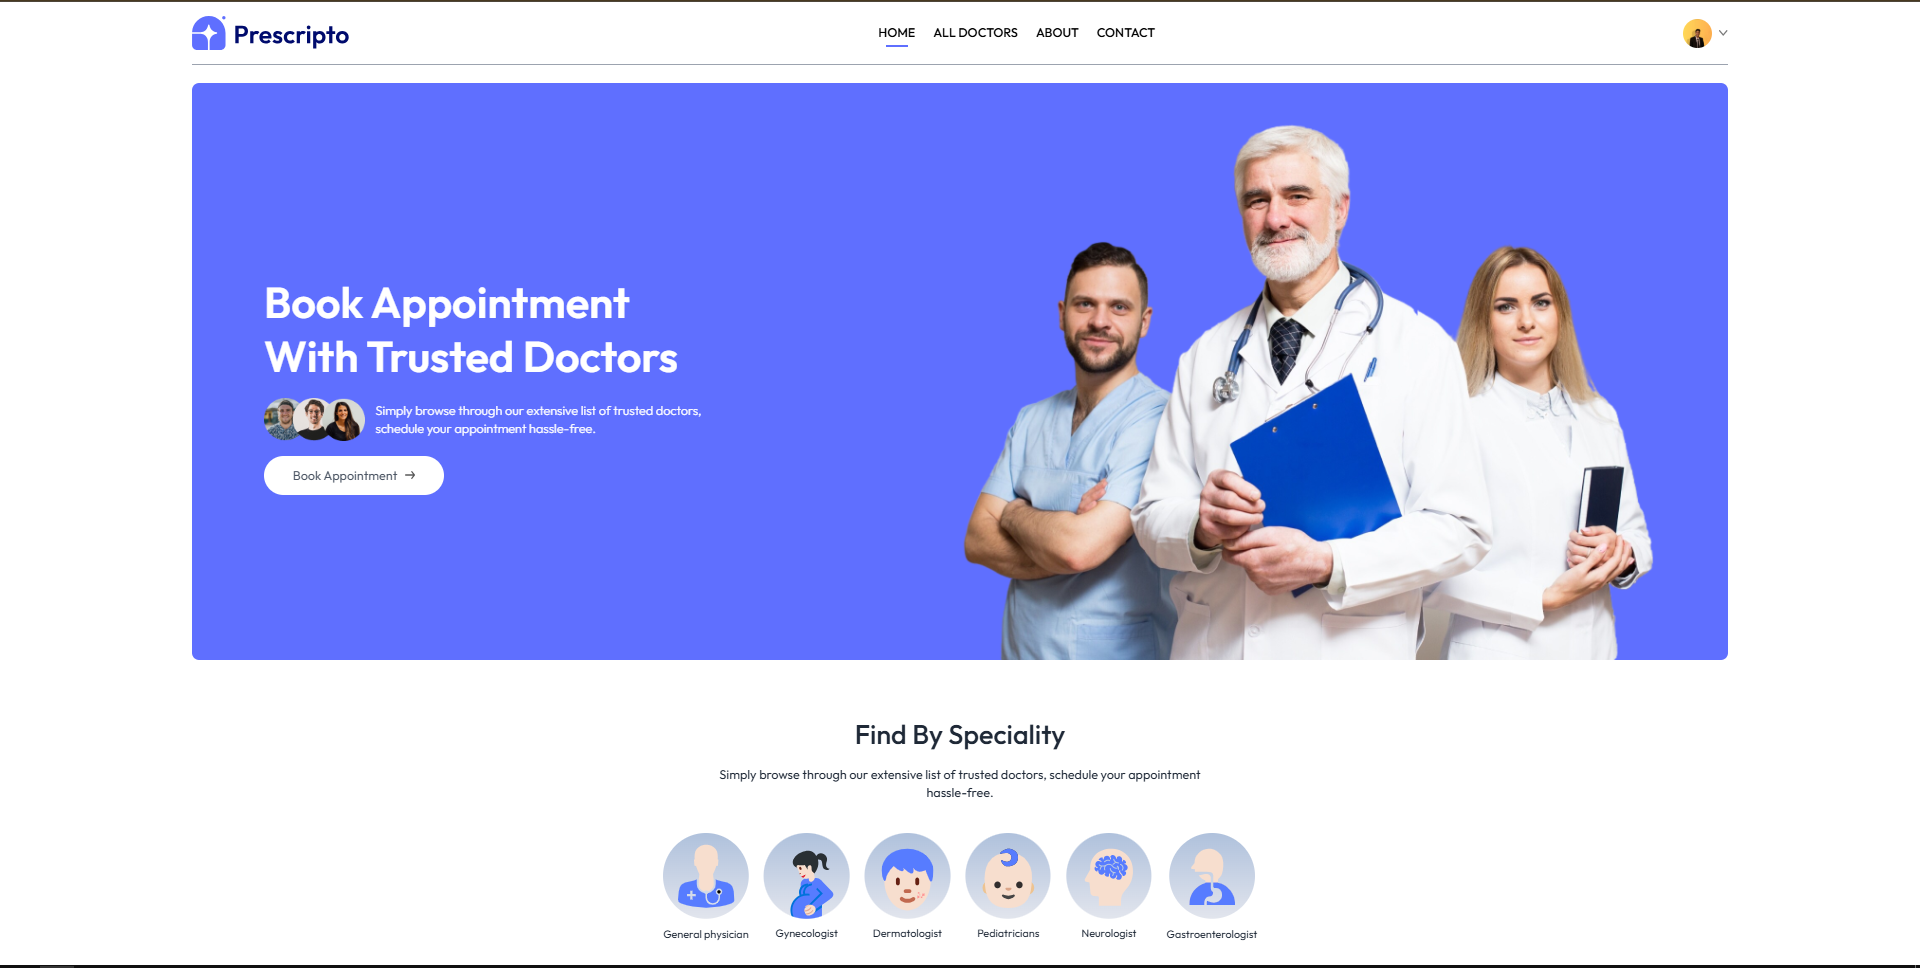 Prescripto
HOME ALL DOCTORS ABOUT CONTACT
Book Appointment
With Trusted Doctors
Simply browse through our extensive list of trusted doctors,
schedule your appointment hassle-free.
Book Appointment →
Find By Speciality
Simply browse through our extensive list of trusted doctors, schedule your appointment
hassle-free.
General physician Gynecologist Dermatologist Pediatricians Neurologist Gastroenterologist